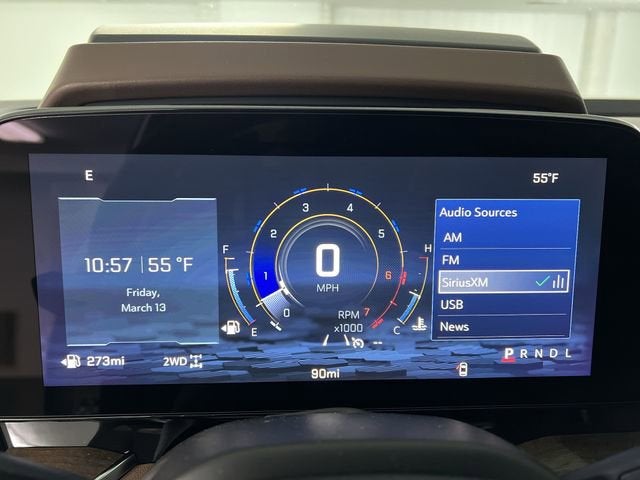 E
55°F
10:57 55 °F
Friday,
March 13
273mi
2WD
1
2
3
4
5
6
7
0
0
MPH
RPM
x1000
F
E
H
C
--
90mi
Audio Sources
AM
FM
SiriusXM
USB
News
P R N D L